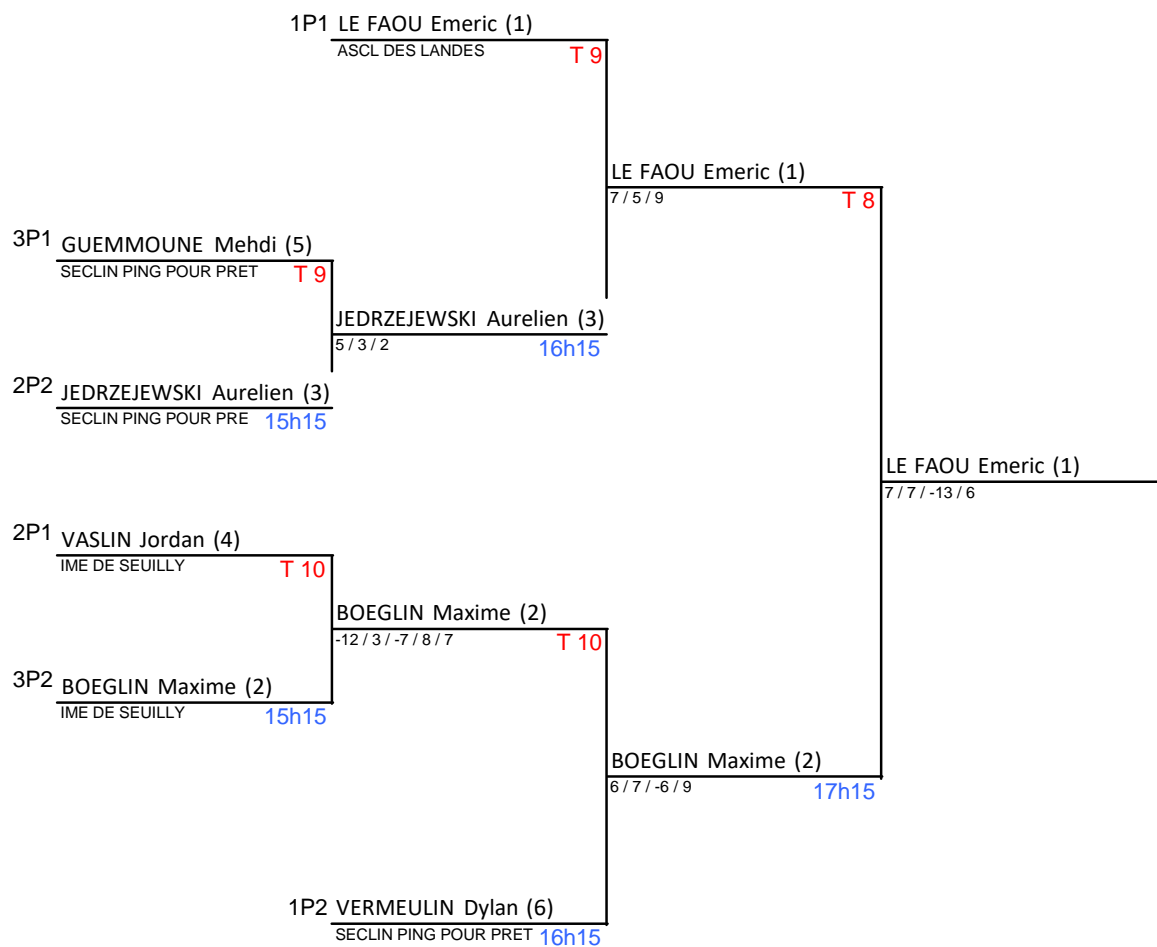 1P1 LE FAOU Emeric (1)
ASCL DES LANDES T 9
LE FAOU Emeric (1)
7 / 5 / 9 T 8
3P1 GUEMMOUNE Mehdi (5)
SECLIN PING POUR PRET T 9
JEDRZEJEWSKI Aurelien (3)
5 / 3 / 2 16h15
2P2 JEDRZEJEWSKI Aurelien (3)
SECLIN PING POUR PRE 15h15
LE FAOU Emeric (1)
7 / 7 / -13 / 6
2P1 VASLIN Jordan (4)
IME DE SEUILLY T 10
BOEGLIN Maxime (2)
-12 / 3 / -7 / 8 / 7 T 10
3P2 BOEGLIN Maxime (2)
IME DE SEUILLY 15h15
BOEGLIN Maxime (2)
6 / 7 / -6 / 9 17h15
1P2 VERMEULIN Dylan (6)
SECLIN PING POUR PRET 16h15